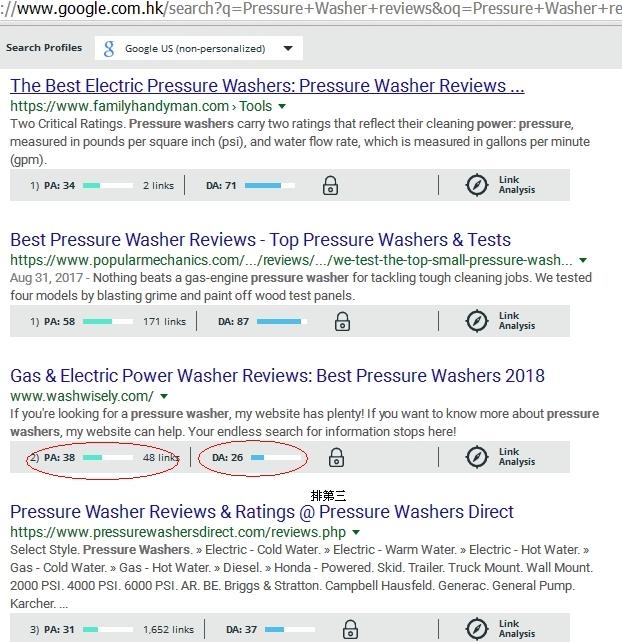 ://www.google.com.hk/search?q=Pressure+Washer+reviews&oq=Pressure+Washer+re
Search Profiles Google US (non-personalized)
The Best Electric Pressure Washers: Pressure Washer Reviews ...
https://www.familyhandyman.com › Tools
Two Critical Ratings. Pressure washers carry two ratings that reflect their cleaning power: pressure,
measured in pounds per square inch (psi), and water flow rate, which is measured in gallons per minute
(gpm).
1) PA: 34 2 links DA: 71 Link Analysis
Best Pressure Washer Reviews - Top Pressure Washers & Tests
https://www.popularmechanics.com/.../reviews/.../we-test-the-top-small-pressure-wash...
Aug 31, 2017 - Nothing beats a gas-engine pressure washer for tackling tough cleaning jobs. We tested
four models by blasting grime and paint off wood test panels.
1) PA: 58 171 links DA: 87 Link Analysis
Gas & Electric Power Washer Reviews: Best Pressure Washers 2018
www.washwisely.com/
If you're looking for a pressure washer, my website has plenty! If you want to know more about pressure
washers, my website can help. Your endless search for information stops here!
2) PA: 38 48 links DA: 26 Link Analysis
排第三
Pressure Washer Reviews & Ratings @ Pressure Washers Direct
https://www.pressurewashersdirect.com/reviews.php
Select Style. Pressure Washers. » Electric - Cold Water. » Electric - Warm Water. » Electric - Hot Water. »
Gas - Cold Water. » Gas - Hot Water. » Diesel. » Honda - Powered. Skid. Trailer. Truck Mount. Wall Mount.
2000 PSI. 4000 PSI. 6000 PSI. AR. BE. Briggs & Stratton. Campbell Hausfeld. Generac. General Pump.
Karcher. ...
3) PA: 31 1,652 links DA: 37 Link Analysis